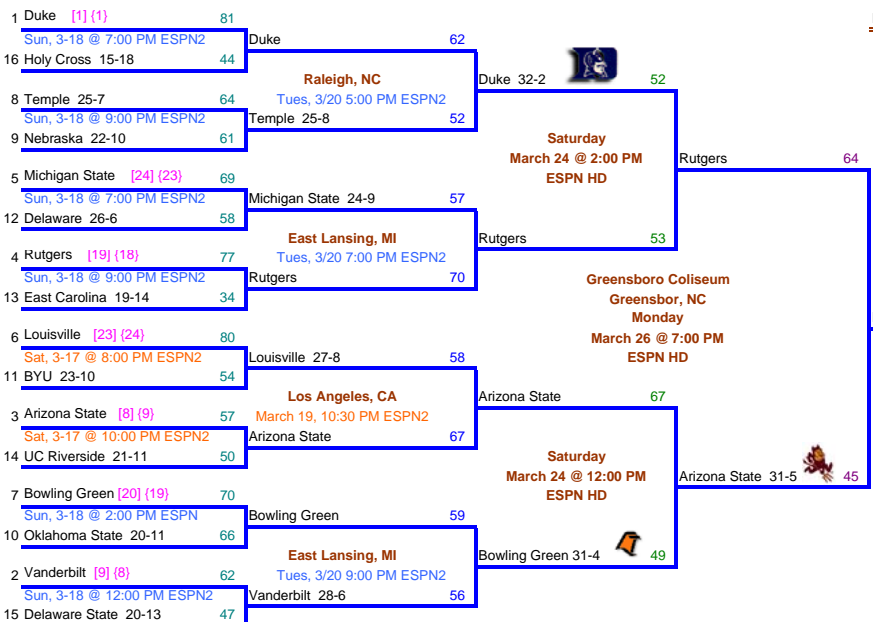 1 Duke [1] {1} 81
Sun, 3-18 @ 7:00 PM ESPN2
16 Holy Cross 15-18 44
8 Temple 25-7 64
Sun, 3-18 @ 9:00 PM ESPN2
9 Nebraska 22-10 61
5 Michigan State [24] {23} 69
Sun, 3-18 @ 7:00 PM ESPN2
12 Delaware 26-6 58
4 Rutgers [19] {18} 77
Sun, 3-18 @ 9:00 PM ESPN2
13 East Carolina 19-14 34
6 Louisville [23] {24} 80
Sat, 3-17 @ 8:00 PM ESPN2
11 BYU 23-10 54
3 Arizona State [8] {9} 57
Sat, 3-17 @ 10:00 PM ESPN2
14 UC Riverside 21-11 50
7 Bowling Green [20] {19} 70
Sun, 3-18 @ 2:00 PM ESPN
10 Oklahoma State 20-11 66
2 Vanderbilt [9] {8} 62
Sun, 3-18 @ 12:00 PM ESPN2
15 Delaware State 20-13 47
Duke 62
Raleigh, NC
Tues, 3/20 5:00 PM ESPN2
Temple 25-8 52
Michigan State 24-9 57
East Lansing, MI
Tues, 3/20 7:00 PM ESPN2
Rutgers 70
Louisville 27-8 58
Los Angeles, CA
March 19, 10:30 PM ESPN2
Arizona State 67
Bowling Green 59
East Lansing, MI
Tues, 3/20 9:00 PM ESPN2
Vanderbilt 28-6 56
Duke 32-2 52
Saturday
March 24 @ 2:00 PM
ESPN HD
Rutgers 53
Arizona State 67
Saturday
March 24 @ 12:00 PM
ESPN HD
Bowling Green 31-4 49
Rutgers 64
Greensboro Coliseum
Greensbor, NC
Monday
March 26 @ 7:00 PM
ESPN HD
Arizona State 31-5 45